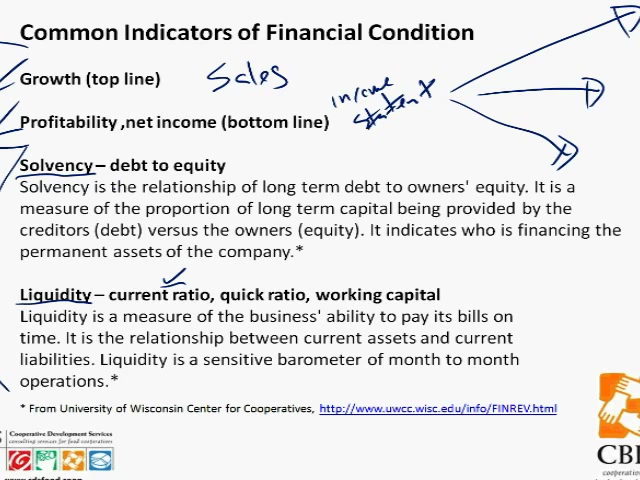 Common Indicators of Financial Condition
Growth (top line) Sales
income
Profitability ,net income (bottom line)
Solvency – debt to equity
Solvency is the relationship of long term debt to owners' equity. It is a
measure of the proportion of long term capital being provided by the
creditors (debt) versus the owners (equity). It indicates who is financing the
permanent assets of the company.*
Liquidity – current ratio, quick ratio, working capital
Liquidity is a measure of the business' ability to pay its bills on
time. It is the relationship between current assets and current
liabilities. Liquidity is a sensitive barometer of month to month
operations.*
* From University of Wisconsin Center for Cooperatives, http://www.uwcc.wisc.edu/info/FINREV.html
Cooperative Development Services
consulting services for food cooperatives